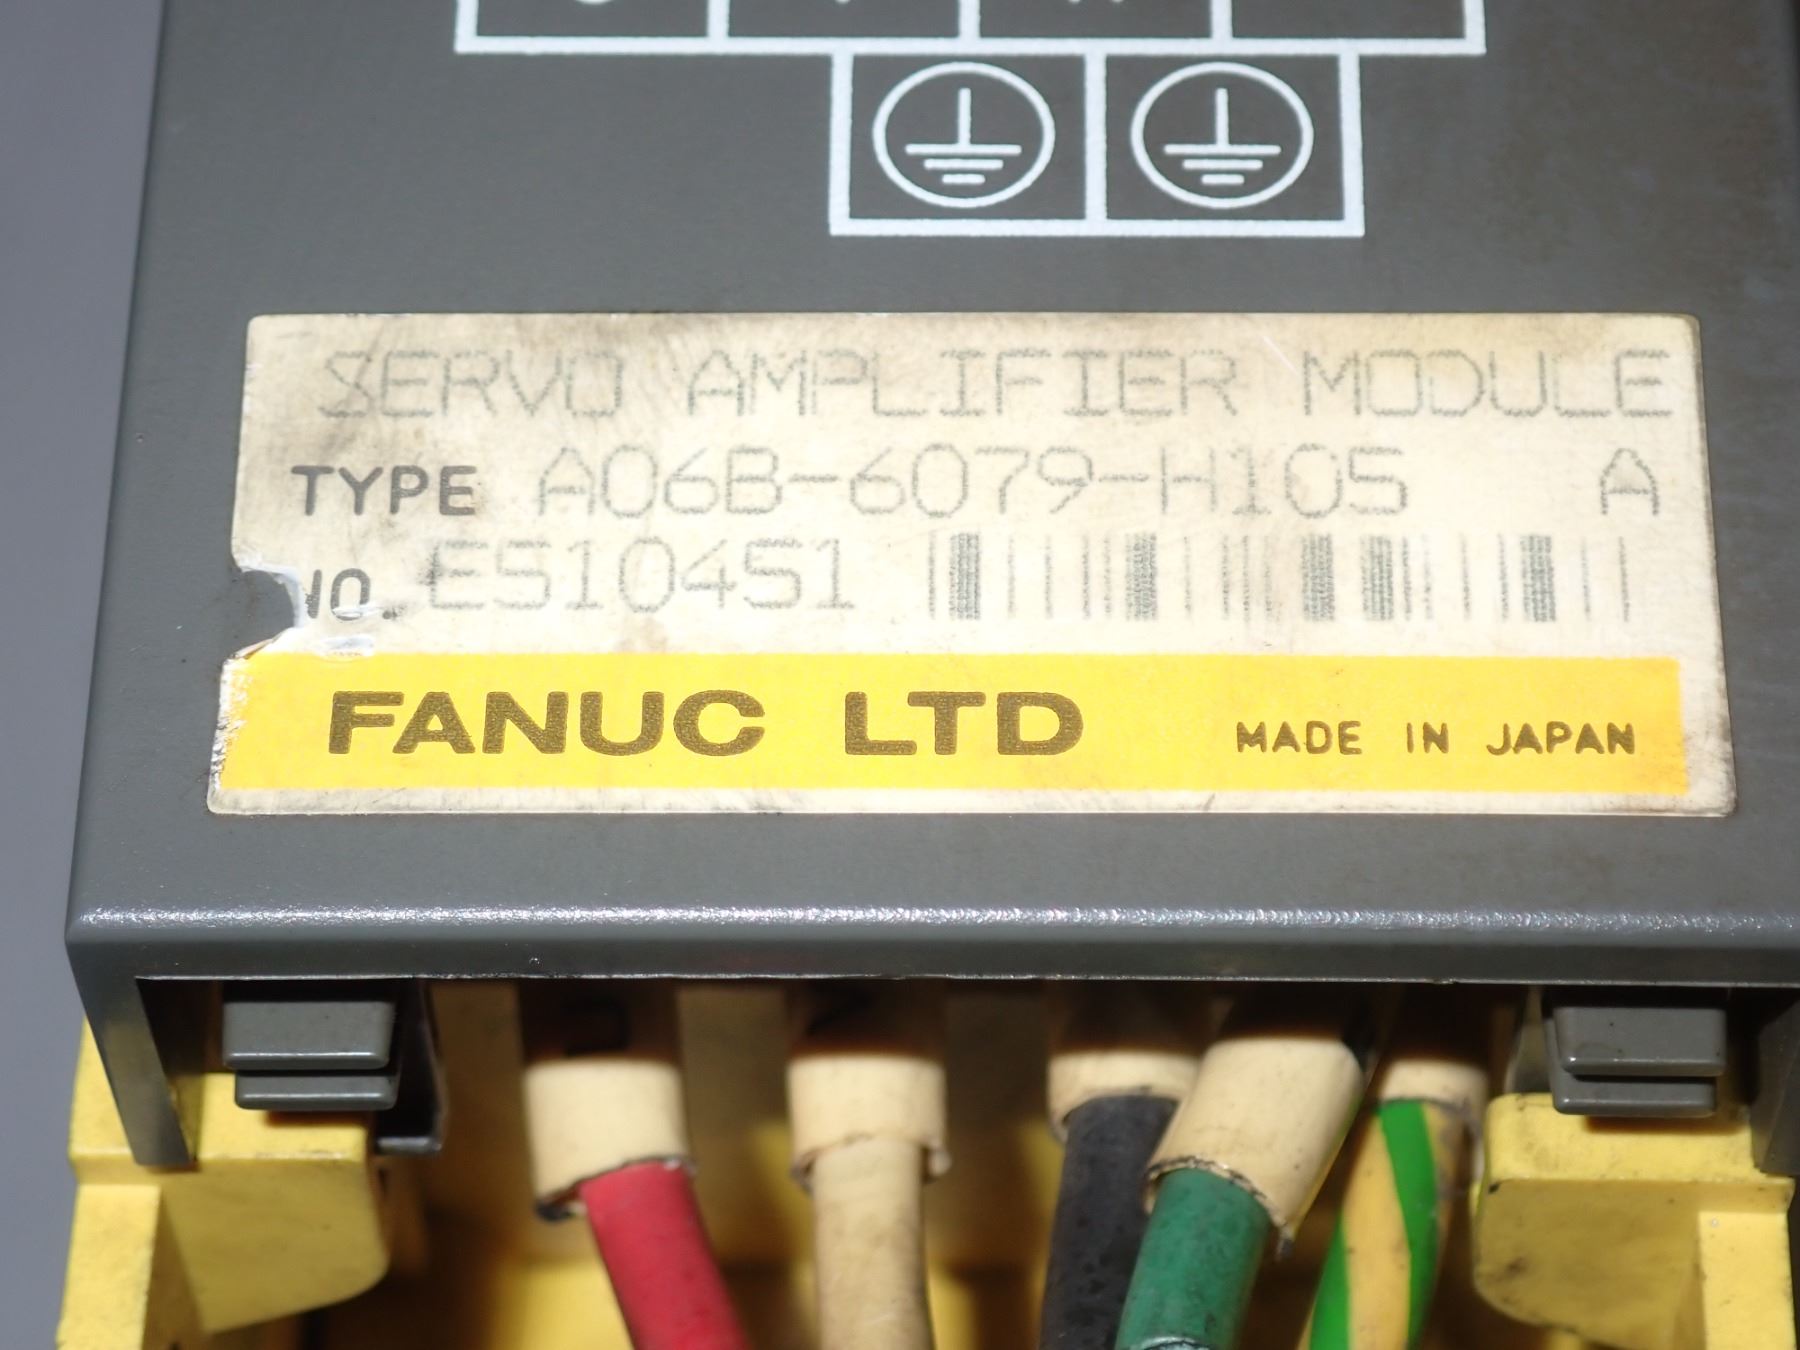 SERVO AMPLIFIER MODULE
TYPE A06B-6079-H105 A
NO. E510451
FANUC LTD MADE IN JAPAN